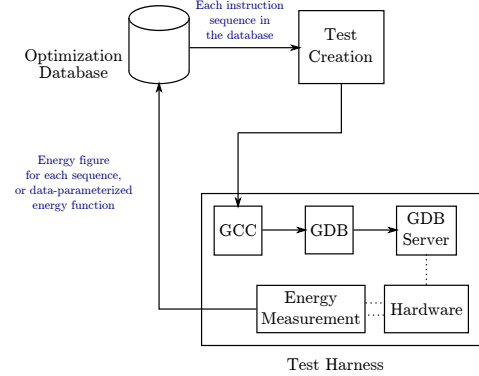 Each instruction
sequence in
the database
Optimization
Database
Test
Creation
Energy figure
for each sequence,
or data-parameterized
energy function
GCC
GDB
GDB
Server
Energy
Measurement
Hardware
Test Harness